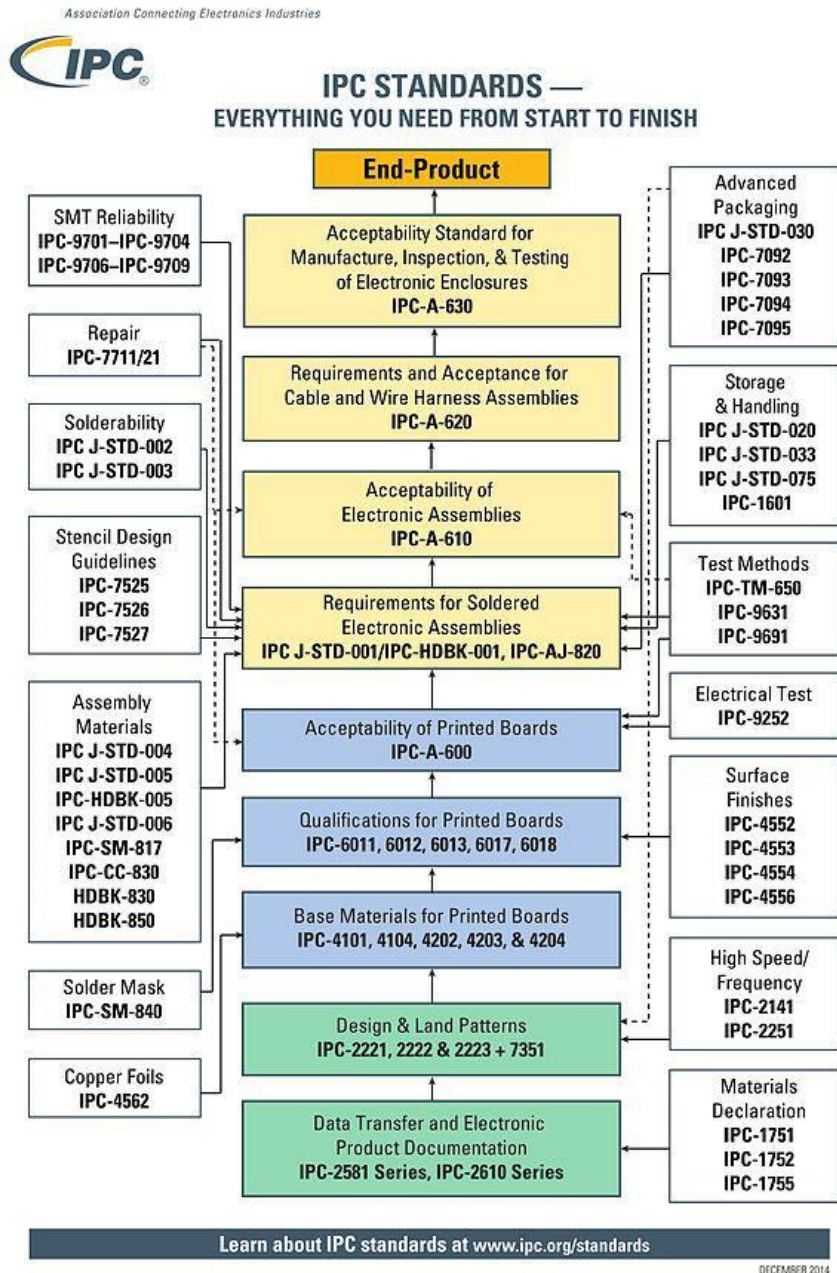 Association Connecting Electronics Industries
IPC®
IPC STANDARDS —
EVERYTHING YOU NEED FROM START TO FINISH
End-Product
Acceptability Standard for
Manufacture, Inspection, & Testing
of Electronic Enclosures
IPC-A-630
Requirements and Acceptance for
Cable and Wire Harness Assemblies
IPC-A-620
Acceptability of
Electronic Assemblies
IPC-A-610
Requirements for Soldered
Electronic Assemblies
IPC J-STD-001/IPC-HDBK-001, IPC-AJ-820
Acceptability of Printed Boards
IPC-A-600
Qualifications for Printed Boards
IPC-6011, 6012, 6013, 6017, 6018
Base Materials for Printed Boards
IPC-4101, 4104, 4202, 4203, & 4204
Design & Land Patterns
IPC-2221, 2222 & 2223 + 7351
Data Transfer and Electronic
Product Documentation
IPC-2581 Series, IPC-2610 Series
SMT Reliability
IPC-9701–IPC-9704
IPC-9706–IPC-9709
Repair
IPC-7711/21
Solderability
IPC J-STD-002
IPC J-STD-003
Stencil Design
Guidelines
IPC-7525
IPC-7526
IPC-7527
Assembly
Materials
IPC J-STD-004
IPC J-STD-005
IPC-HDBK-005
IPC J-STD-006
IPC-SM-817
IPC-CC-830
HDBK-830
HDBK-850
Solder Mask
IPC-SM-840
Copper Foils
IPC-4562
Advanced
Packaging
IPC J-STD-030
IPC-7092
IPC-7093
IPC-7094
IPC-7095
Storage
& Handling
IPC J-STD-020
IPC J-STD-033
IPC J-STD-075
IPC-1601
Test Methods
IPC-TM-650
IPC-9631
IPC-9691
Electrical Test
IPC-9252
Surface
Finishes
IPC-4552
IPC-4553
IPC-4554
IPC-4556
High Speed/
Frequency
IPC-2141
IPC-2251
Materials
Declaration
IPC-1751
IPC-1752
IPC-1755
Learn about IPC standards at www.ipc.org/standards
DECEMBER 2014